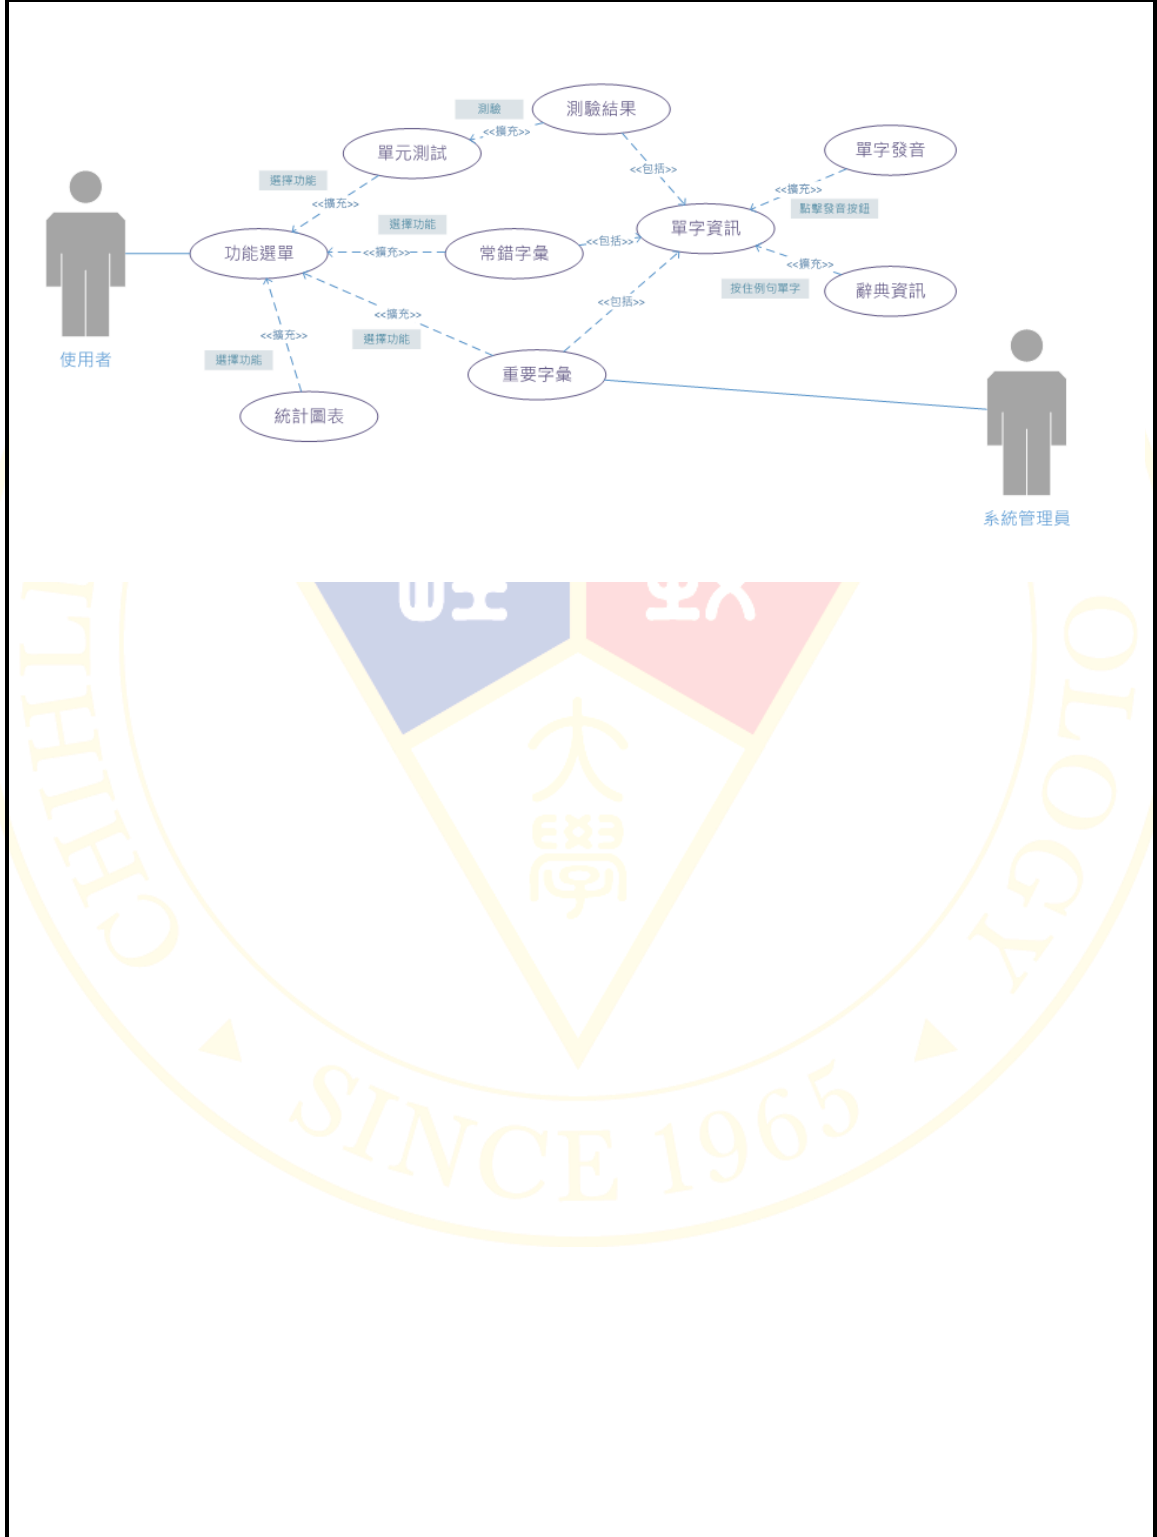 測驗
測驗結果
<<擴充>>
單元測試
單字發音
<<包括>>
選擇功能
<<擴充>>
<<擴充>>
點擊發音按鈕
選擇功能
單字資訊
功能選單
<<擴充>>
常錯字彙
<<包括>>
<<擴充>>
按住例句單字
辭典資訊
<<包括>>
<<擴充>>
<<擴充>>
選擇功能
使用者
選擇功能
重要字彙
統計圖表
系統管理員
大
學
CHIHLI
OLOGY
SINCE 1965